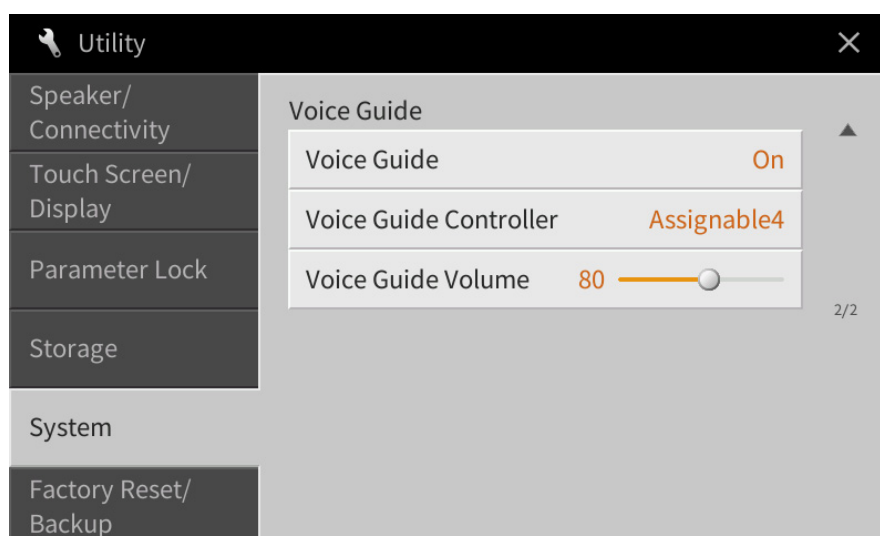 Utility
Speaker/
Connectivity
Touch Screen/
Display
Parameter Lock
Storage
System
Factory Reset/
Backup
Voice Guide
Voice Guide On
Voice Guide Controller Assignable4
Voice Guide Volume 80
2/2